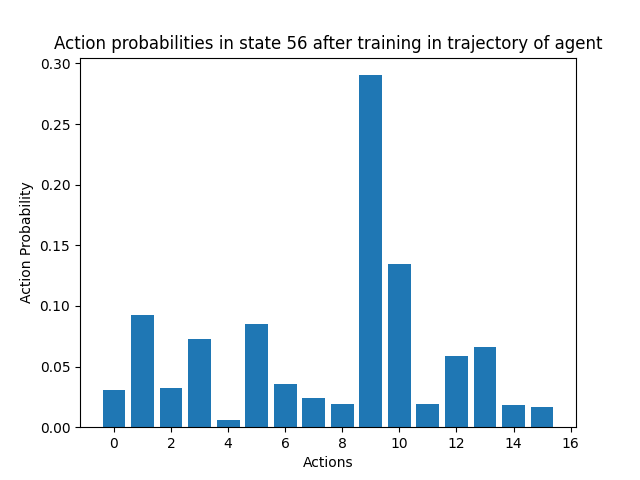 Action probabilities in state 56 after training in trajectory of agent
0.30
0.25
0.20
0.15
0.10
0.05
0.00
Action Probability
0 2 4 6 8 10 12 14 16
Actions